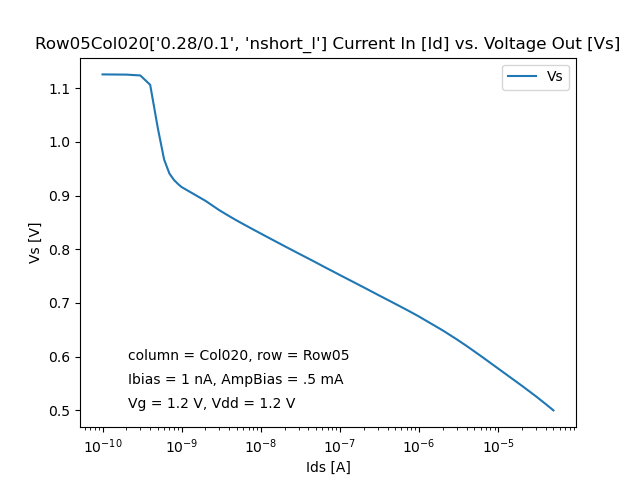 Row05Col020['0.28/0.1', 'nshort_l'] Current In [Id] vs. Voltage Out [Vs]
Vs
1.1
1.0
0.9
0.8
0.7
0.6
0.5
Vs [V]
column = Col020, row = Row05
Ibias = 1 nA, AmpBias = .5 mA
Vg = 1.2 V, Vdd = 1.2 V
10⁻¹⁰ 10⁻⁹ 10⁻⁸ 10⁻⁷ 10⁻⁶ 10⁻⁵
Ids [A]